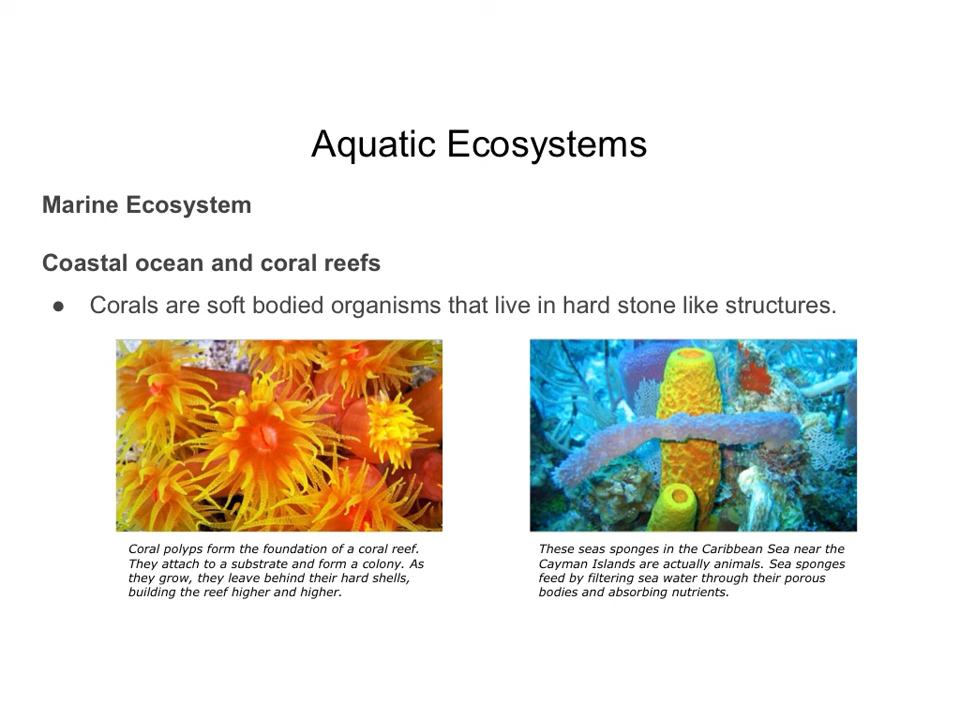 Aquatic Ecosystems
Marine Ecosystem
Coastal ocean and coral reefs
● Corals are soft bodied organisms that live in hard stone like structures.
Coral polyps form the foundation of a coral reef.
They attach to a substrate and form a colony. As
they grow, they leave behind their hard shells,
building the reef higher and higher.
These seas sponges in the Caribbean Sea near the
Cayman Islands are actually animals. Sea sponges
feed by filtering sea water through their porous
bodies and absorbing nutrients.